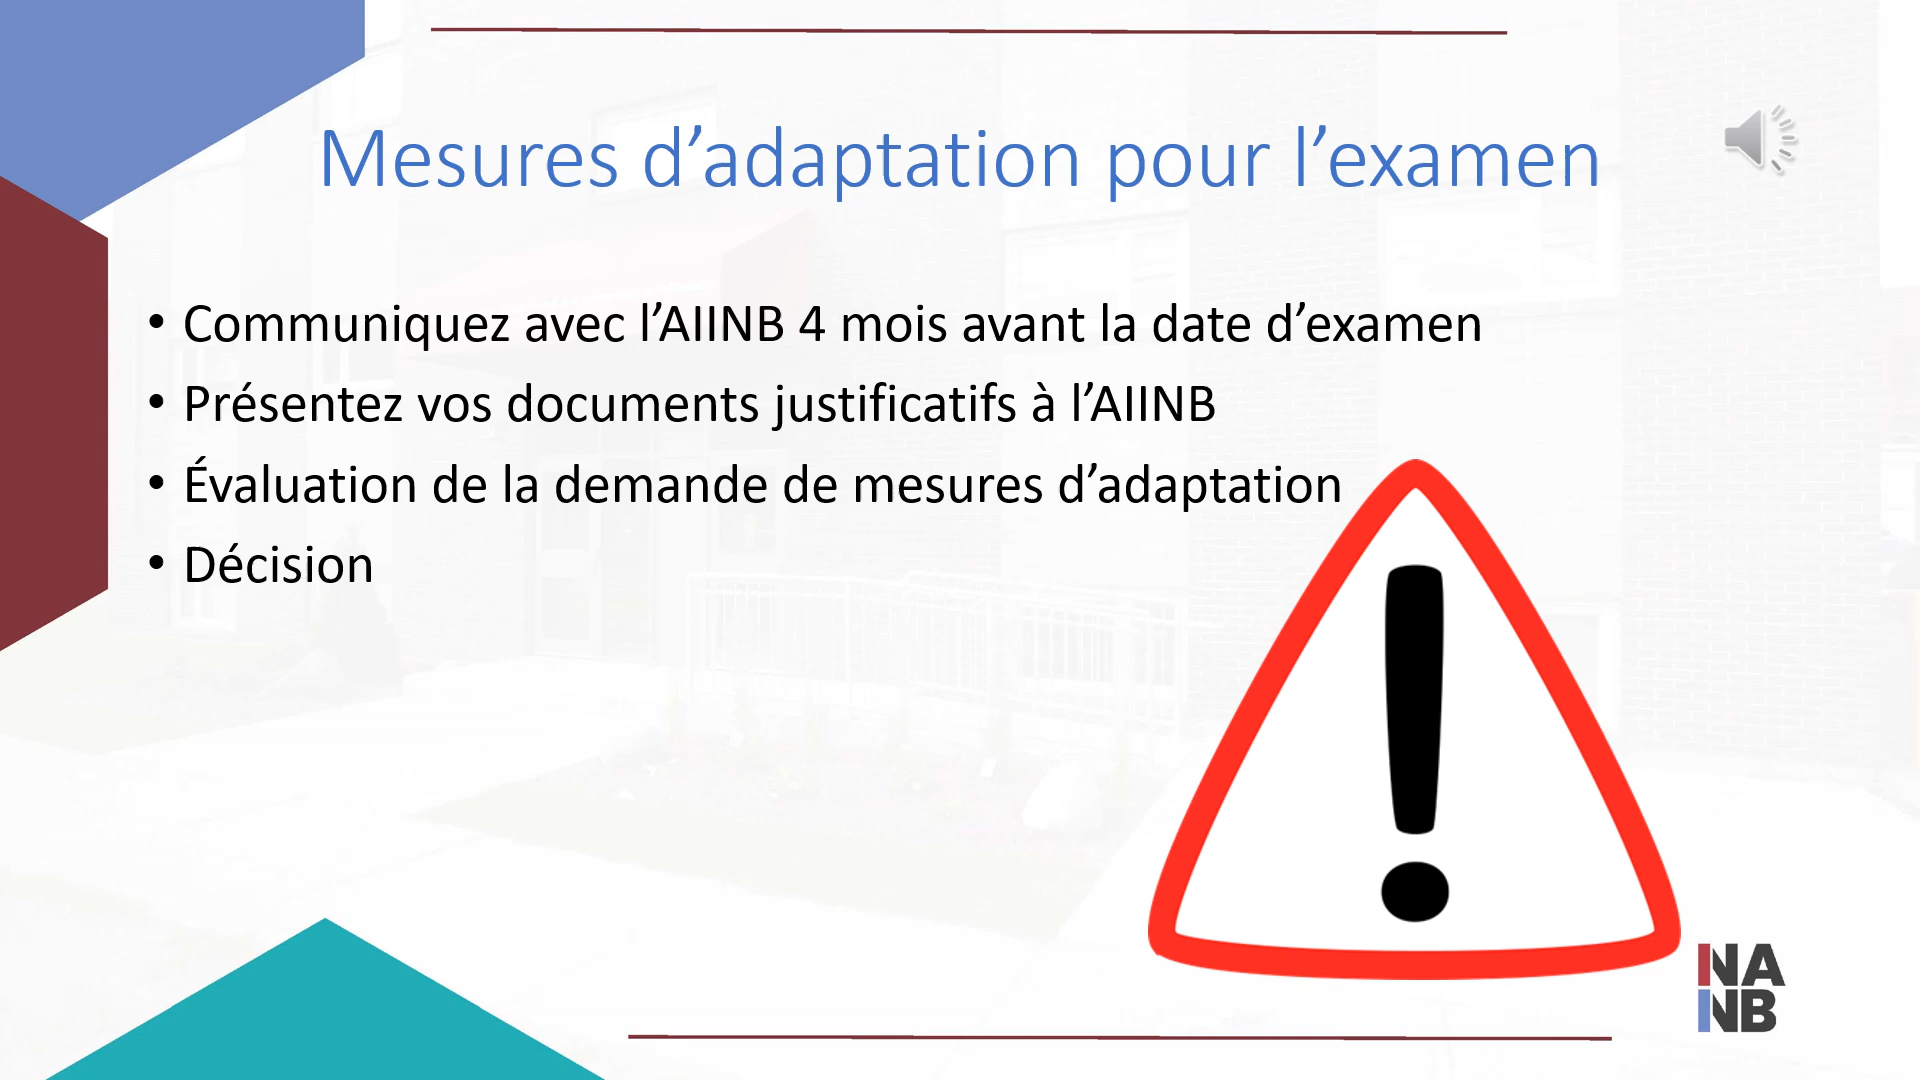 Mesures d’adaptation pour l’examen
• Communiquez avec l’AIINB 4 mois avant la date d’examen
• Présentez vos documents justificatifs à l’AIINB
• Évaluation de la demande de mesures d’adaptation
• Décision
!
NA
NB